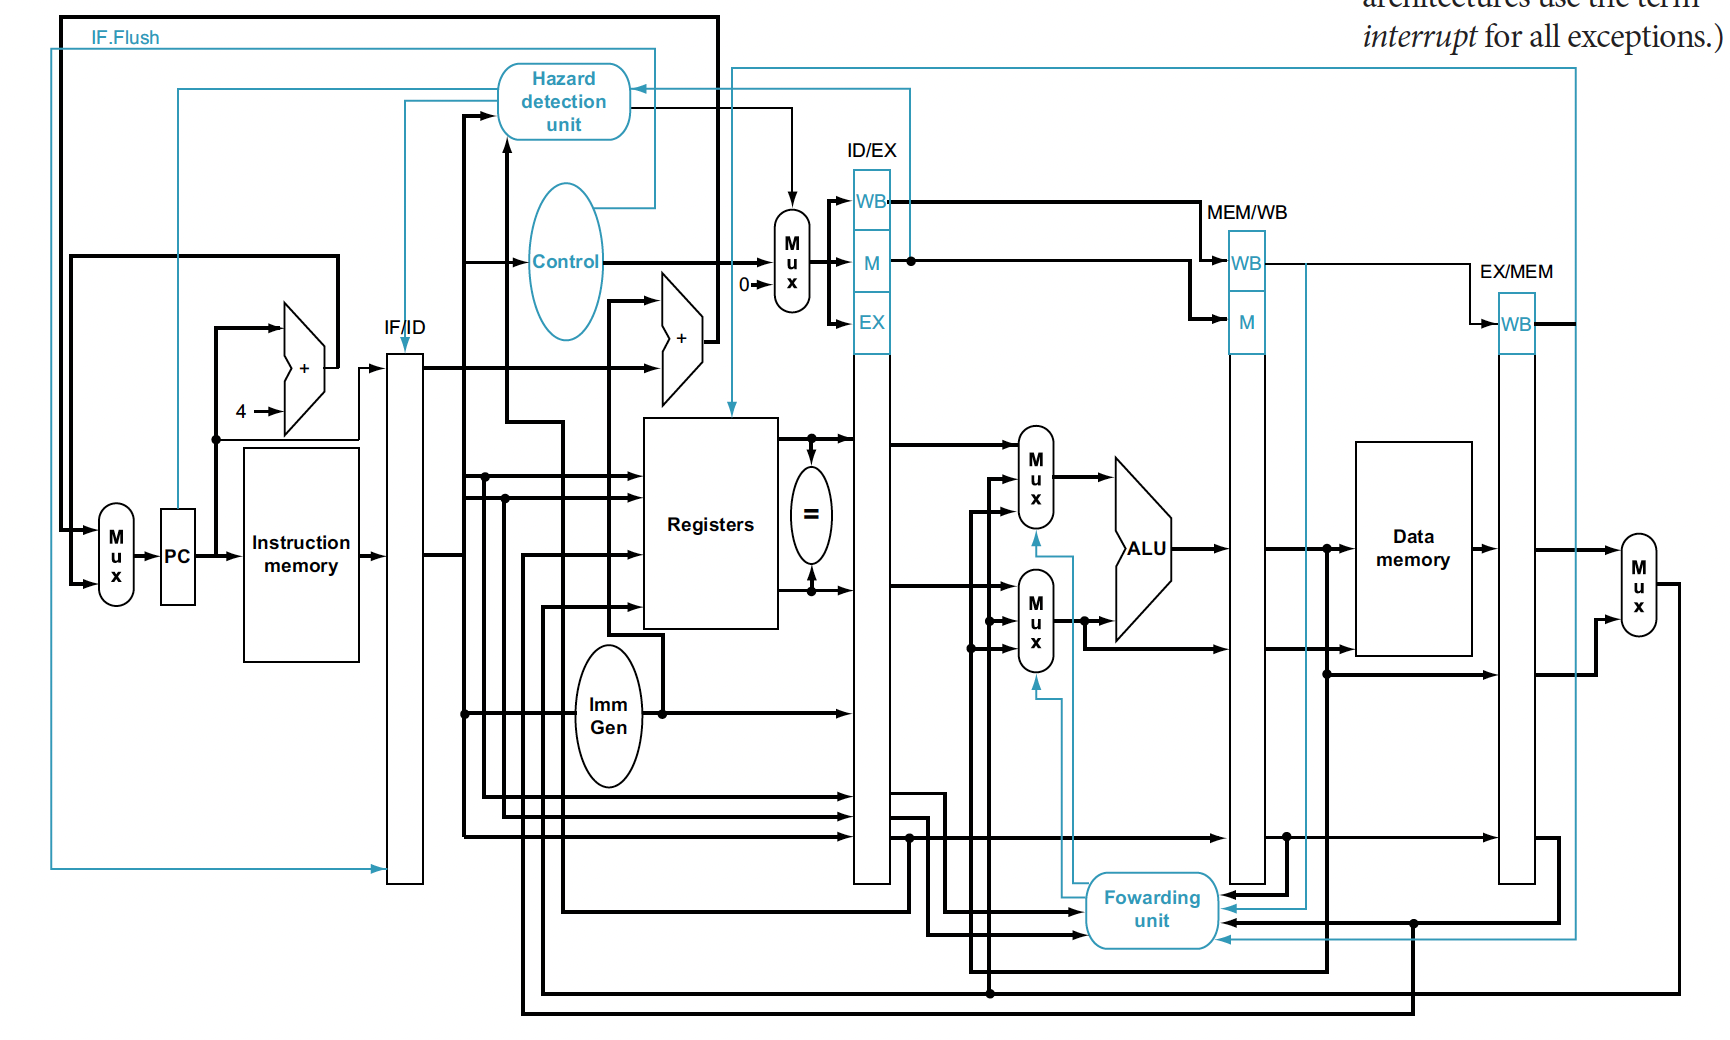 architectures use the term
interrupt for all exceptions.)
IF.Flush
Hazard
detection
unit
ID/EX
WB
MEM/WB
M
u
x
Control
M
WB
EX/MEM
0
EX
M
WB
IF/ID
+
+
4
M
u
x
Registers
=
M
u
x
PC
Instruction
memory
ALU
Data
memory
M
u
x
M
u
x
Imm
Gen
Fowarding
unit